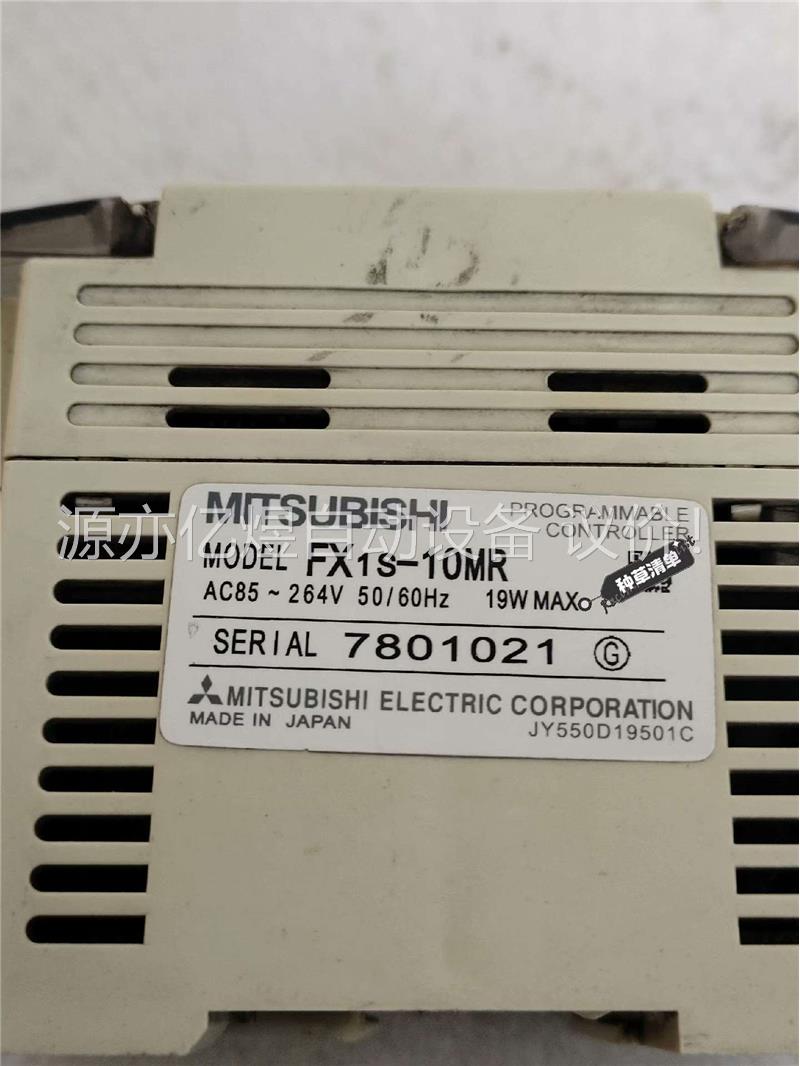 MITSUBISHI
PROGRAMMABLE
CONTROLLER
源亦亿煌自动设备 议价!
MODEL FX1S-10MR
种草清单
AC85~264V 50/60Hz 19W MAX
SERIAL 7801021 G
MITSUBISHI ELECTRIC CORPORATION
MADE IN JAPAN
JY550D19501C